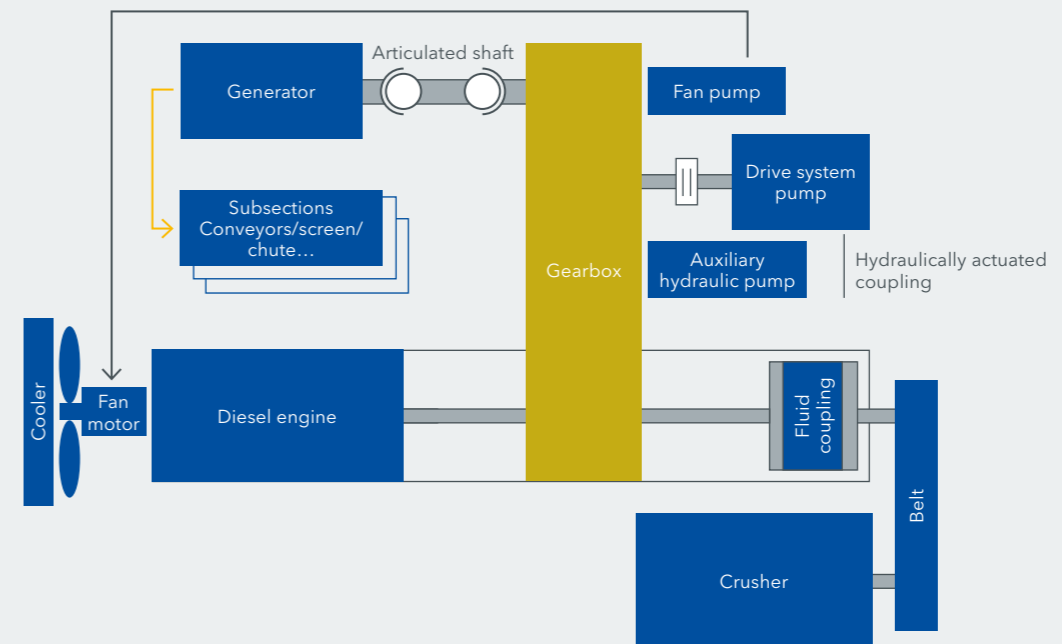 Articulated shaft
Generator
Fan pump
Drive system
pump
Subsections
Conveyors/screen/
chute…
Gearbox
Auxiliary
hydraulic pump
Hydraulically actuated
coupling
Cooler
Fan
motor
Diesel engine
Fluid
coupling
Belt
Crusher